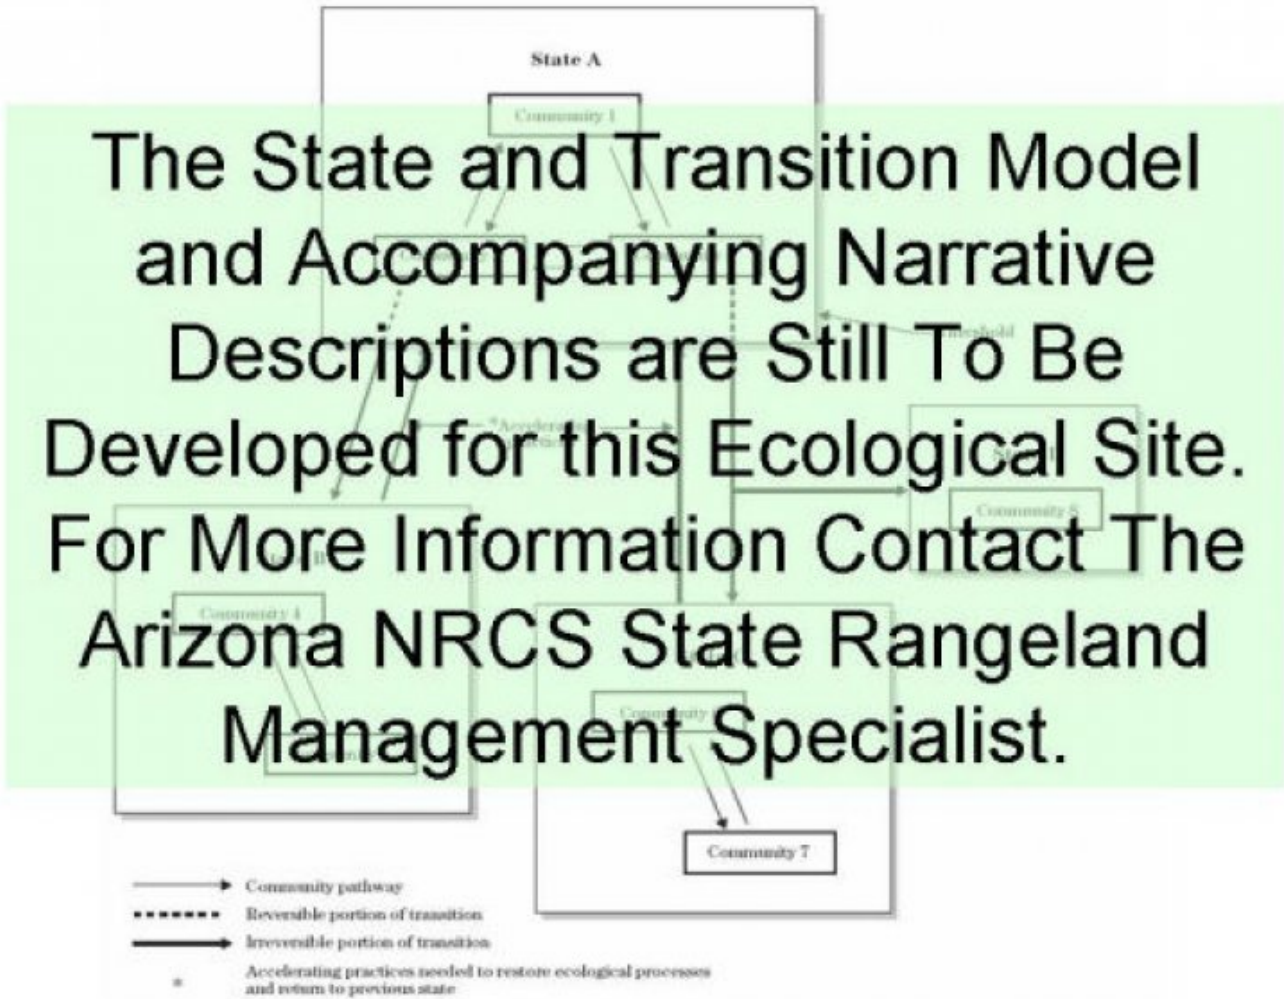 State A
Community 1
The State and Transition Model
and Accompanying Narrative
Descriptions are Still To Be
Developed for this Ecological Site.
For More Information Contact The
Arizona NRCS State Rangeland
Management Specialist.
Community 4
Community 7
Community pathway
Reversible portion of transition
Irreversible portion of transition
* Accelerating practices needed to restore ecological processes
and return to previous state